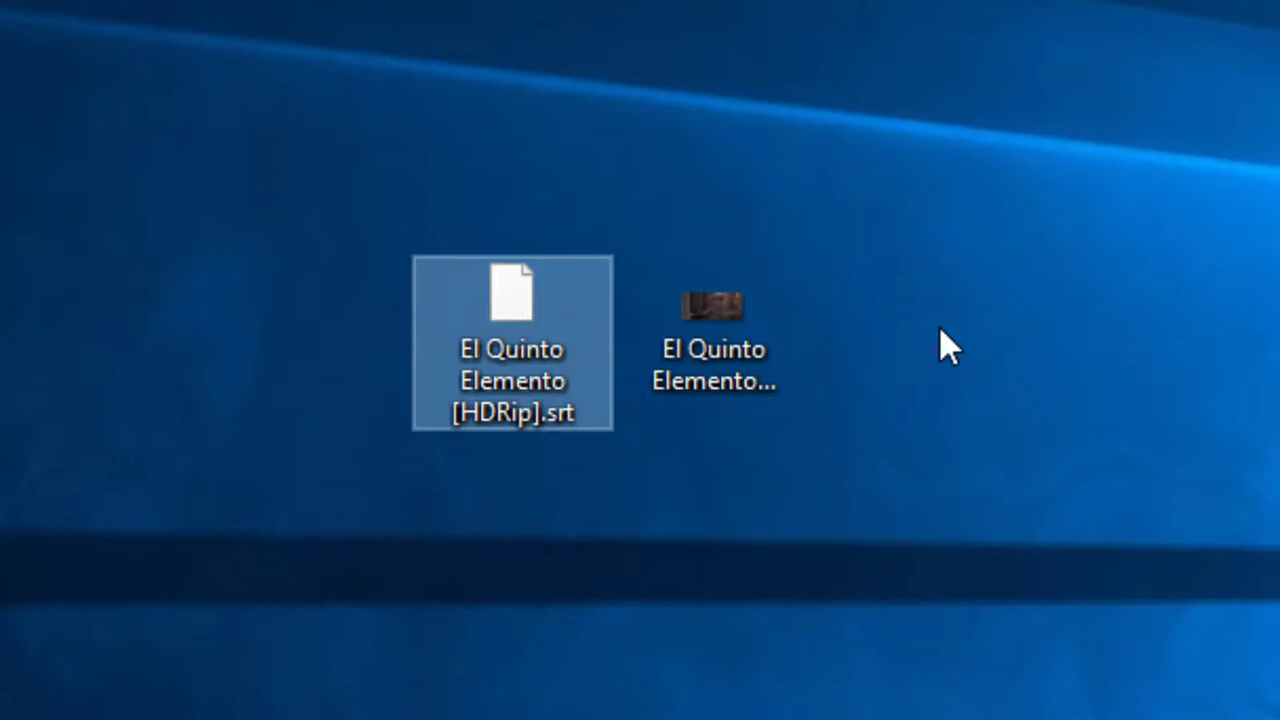 El Quinto
Elemento
[HDRip].srt
El Quinto
Elemento...